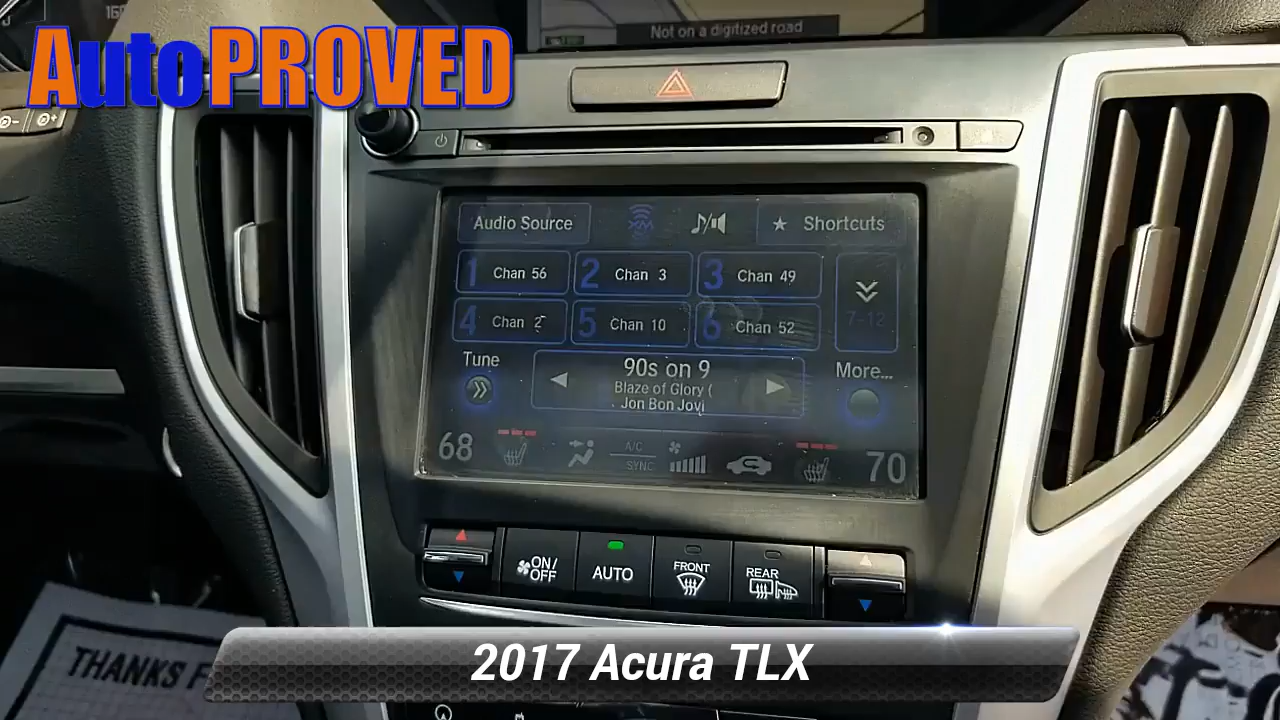 160
Not on a digitized road
AutoPROVED
Audio Source
XM
Shortcuts
1 Chan 56
2 Chan 3
3 Chan 49
4 Chan 2
5 Chan 10
6 Chan 52
7-12
Tune
90s on 9
More...
Blaze of Glory (
Jon Bon Jovi
68
A/C
SYNC
70
ON/
OFF
AUTO
FRONT
REAR
THANKS F
2017 Acura TLX